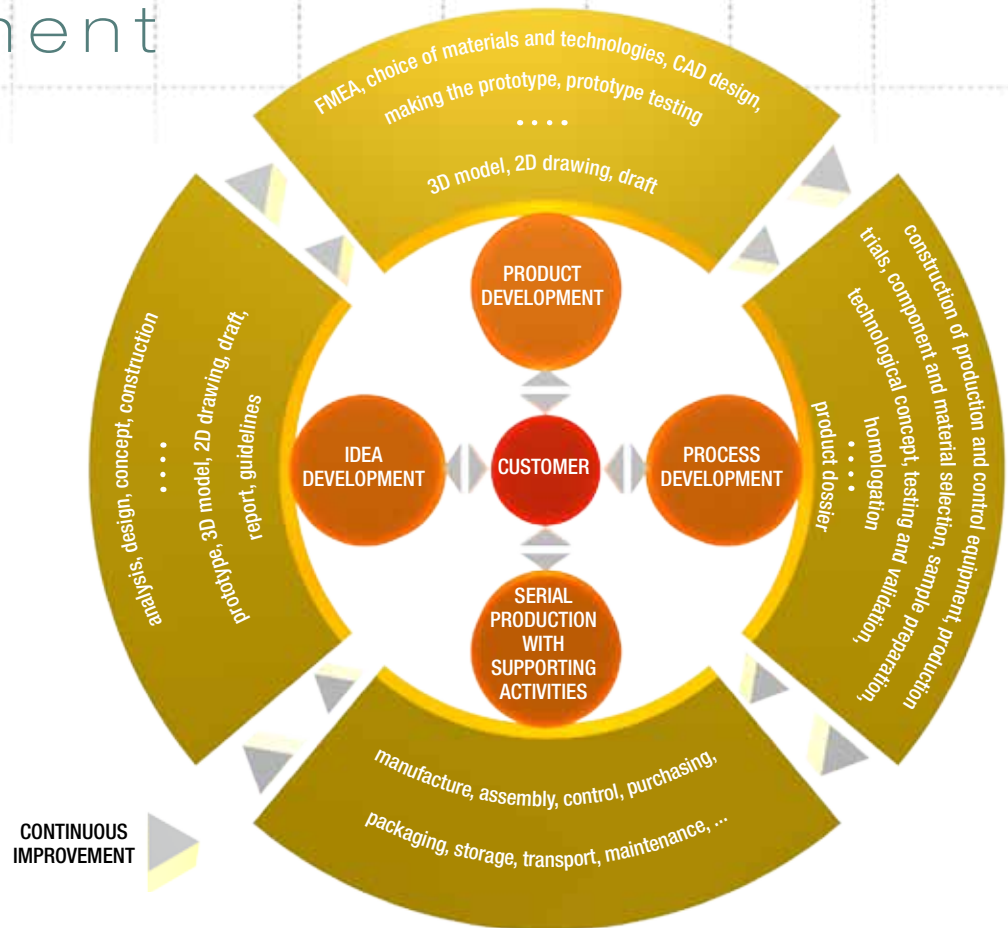 ment
FMEA, choice of materials and technologies, CAD design,
making the prototype, prototype testing
. . . .
3D model, 2D drawing, draft
PRODUCT
DEVELOPMENT
analysis, design, concept, construction
. . . .
prototype, 3D model, 2D drawing, draft,
report, guidelines
IDEA
DEVELOPMENT
CUSTOMER
PROCESS
DEVELOPMENT
construction of production and control equipment, production
trials, component and material selection, sample preparation,
technological concept, testing and validation,
homologation
. . . .
product dossier
SERIAL
PRODUCTION
WITH
SUPPORTING
ACTIVITIES
manufacture, assembly, control, purchasing,
packaging, storage, transport, maintenance, ...
CONTINUOUS
IMPROVEMENT